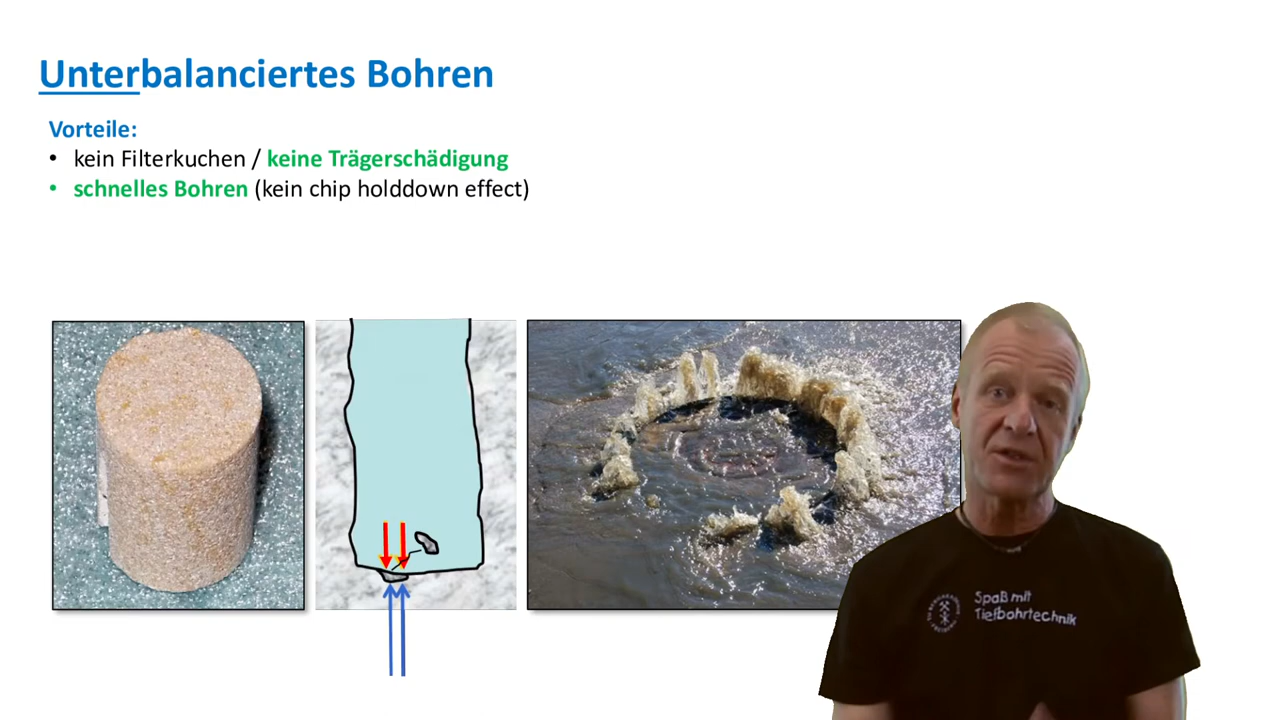 Unterbalanciertes Bohren
Vorteile:
• kein Filterkuchen / keine Trägerschädigung
• schnelles Bohren (kein chip holddown effect)
Spaß mit
Tiefbohrtechnik